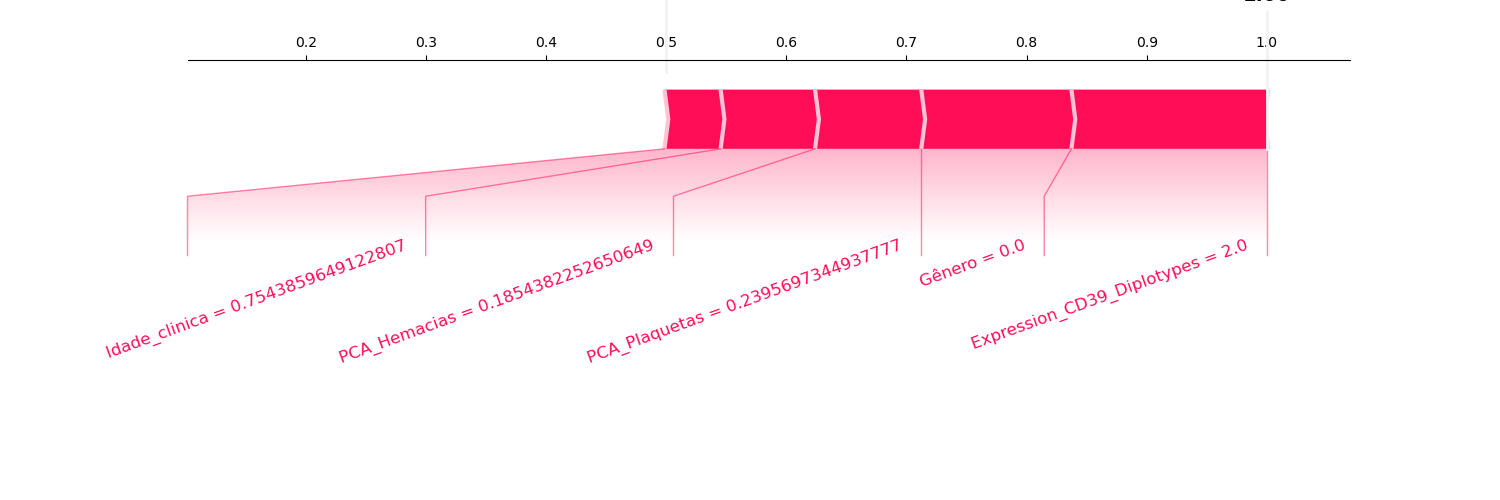 0.2 0.3 0.4 0.5 0.6 0.7 0.8 0.9 1.0
Idade_clinica = 0.7543859649122807
PCA_Hemacias = 0.1854382252650649
PCA_Plaquetas = 0.2395697344937777
Gênero = 0.0
Expression_CD39_Diplotypes = 2.0